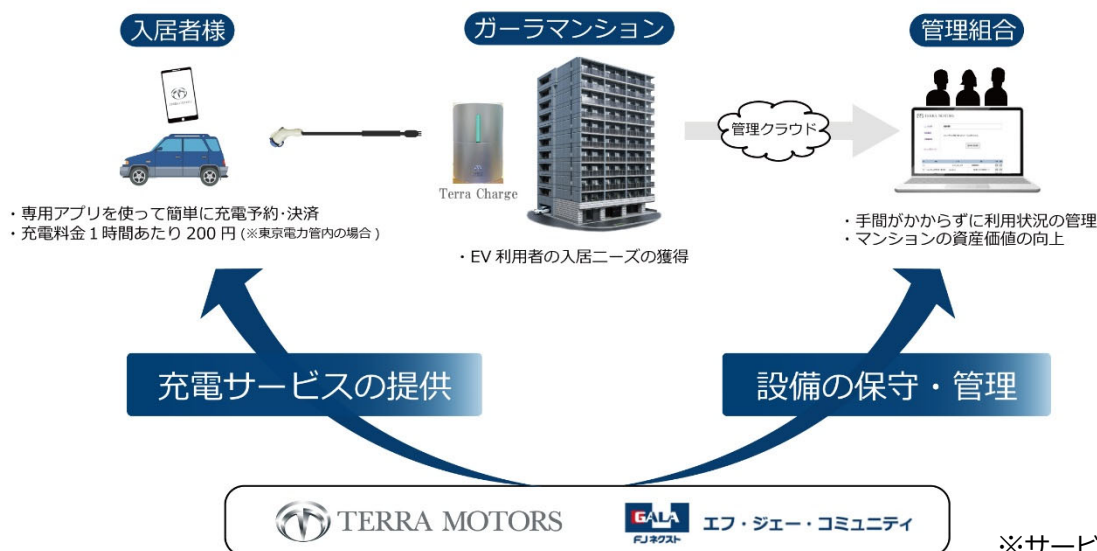 入居者様
ガーラマンション
管理組合
TERRA MOTORS
管理クラウド
TERRA MOTORS
Terra Charge
・専用アプリを使って簡単に充電予約・決済
・充電料金1時間あたり 200 円 (※東京電力管内の場合)
・EV 利用者の入居ニーズの獲得
・手間がかからずに利用状況の管理
・マンションの資産価値の向上
充電サービスの提供
設備の保守・管理
TERRA MOTORS
GALA
FJネクスト
エフ・ジェー・コミュニティ
※サービ